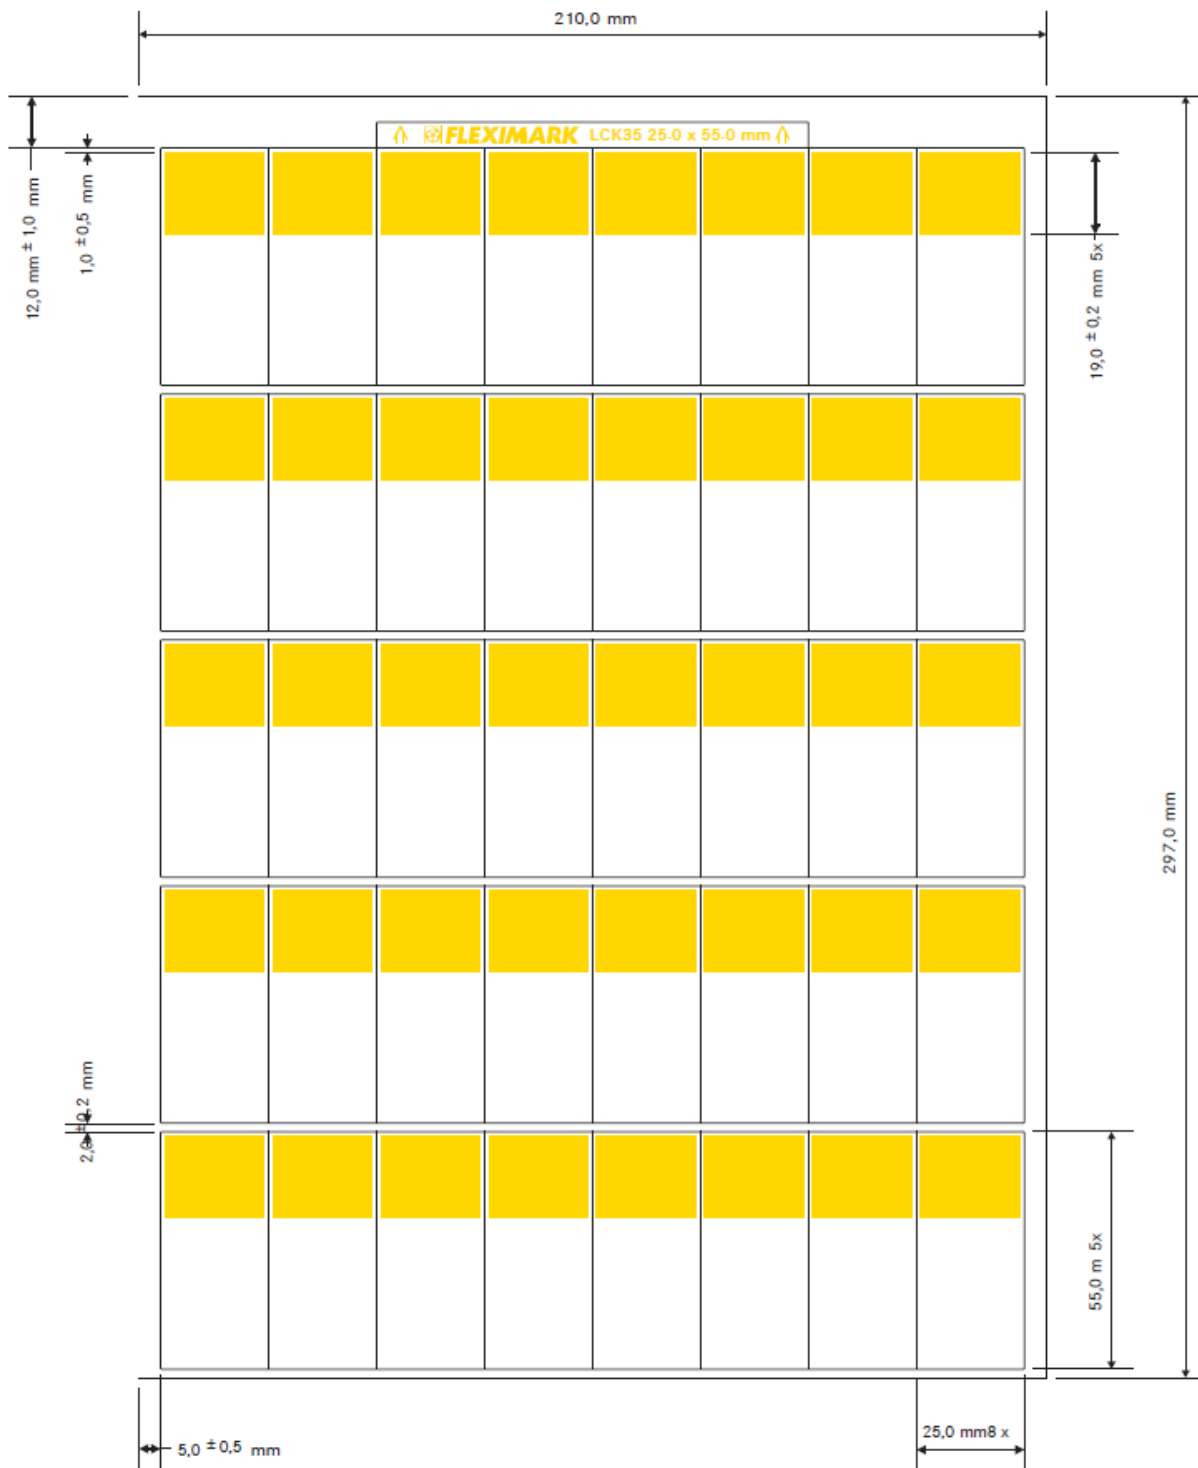 210,0 mm
FLEXIMARK LCK35 25.0 x 55.0 mm
12,0 mm ± 1,0 mm
1,0 ± 0,5 mm
19,0 ± 0,2 mm 5x
297,0 mm
2,0 ± 0,2 mm
55,0 m 5x
5,0 ± 0,5 mm
25,0 mm8 x